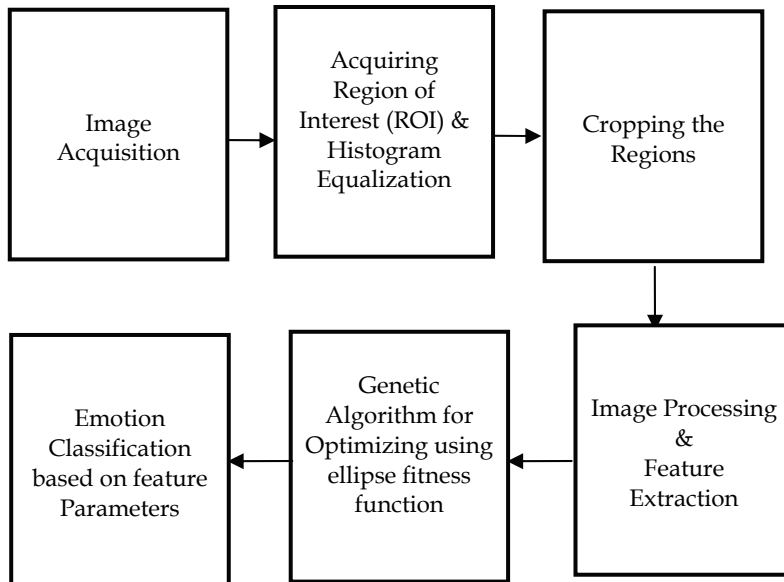 Image
Acquisition
Acquiring
Region of
Interest (ROI) &
Histogram
Equalization
Cropping the
Regions
Image Processing
&
Feature
Extraction
Genetic
Algorithm for
Optimizing using
ellipse fitness
function
Emotion
Classification
based on feature
Parameters